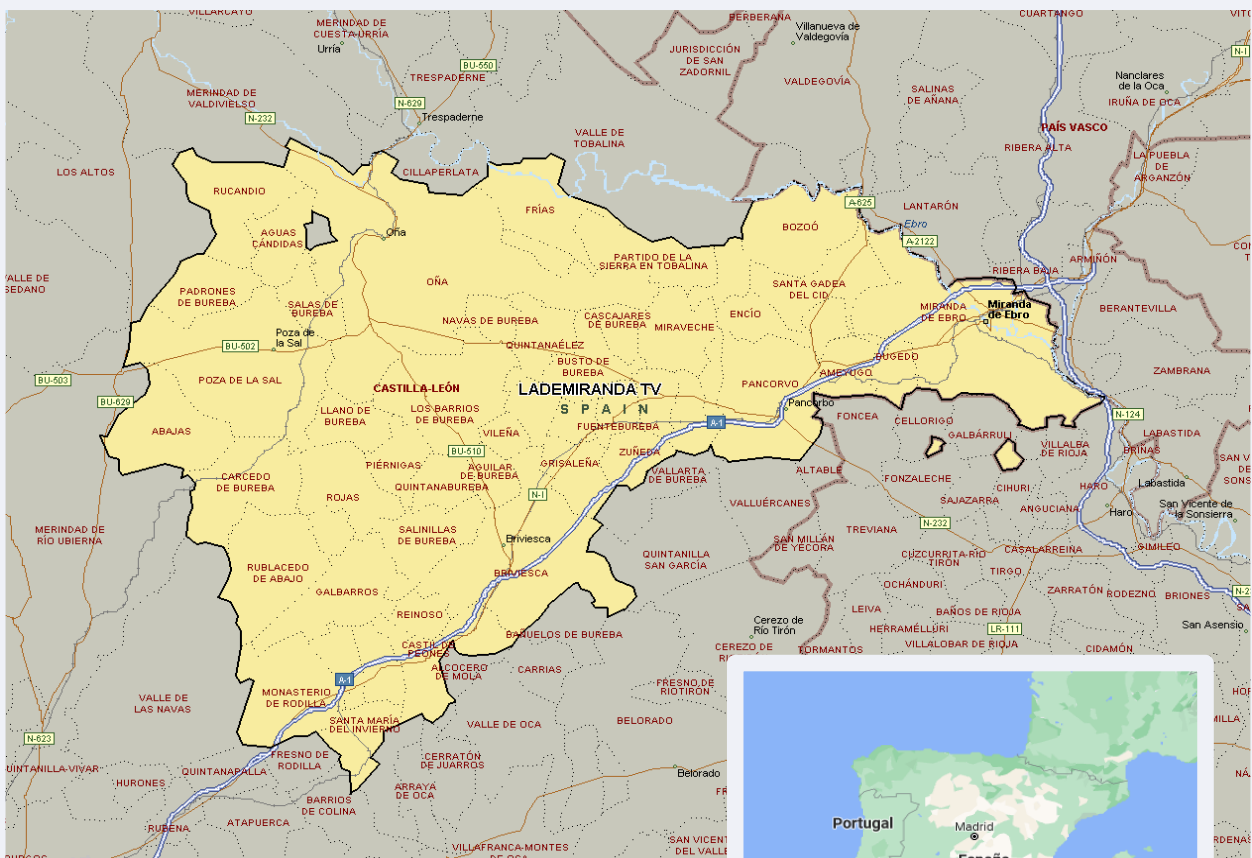 VILLARCAYO
MERINDAD DE
CUESTA-URRÍA
Urría
BERBERANA
Villanueva de
Valdegovía
CUARTANGO
VITO
N-I
JURISDICCIÓN
DE SAN
ZADORNIL
BU-550
TRESPADERNE
VALDEGOVÍA
Nanclares
de la Oca
SALINAS
DE AÑANA
IRUÑA DE OCA
MERINDAD DE
VALDIVIELSO
N-629
N-232
Trespaderne
VALLE DE
TOBALINA
PAÍS VASCO
RIBERA ALTA
LA PUEBLA
DE
ARGANZÓN
LOS ALTOS
CILLAPERLATA
RUCANDIO
FRÍAS
A-625
LANTARÓN
BOZOÓ
Ebro
AGUAS
CÁNDIDAS
Oña
A-2122
PARTIDO DE LA
SIERRA EN TOBALINA
ARMIÑÓN
RIBERA BAJA
VALLE DE
SEDANO
OÑA
SANTA GADEA
DEL CID
PADRONES
DE BUREBA
SALAS DE
BUREBA
MIRANDA
DE EBRO
Miranda
de Ebro
BERANTEVILLA
NAVAS DE BUREBA
CASCAJARES
DE BUREBA
MIRAVECHE
ENCÍO
Poza de
la Sal
BU-502
QUINTANAÉLEZ
BUSTO DE
BUREBA
BUGEDO
AMEYUGO
ZAMBRANA
BU-503
POZA DE LA SAL
CASTILLA-LEÓN
LADEMIRANDA TV
PANCORVO
BU-629
SPAIN
Pancorbo
LLANO DE
BUREBA
LOS BARRIOS
DE BUREBA
FUENTEBUREBA
A-1
FONCEA
CELLORIGO
N-124
ABAJAS
VILEÑA
GALBÁRRULI
LABASTIDA
VILLALBA
DE RIOJA
BRIÑAS
BU-510
ZUÑEDA
PIÉRNIGAS
AGUILAR
DE BUREBA
GRISALEÑA
VALLARTA
DE BUREBA
ALTABLE
CARCEDO
DE BUREBA
QUINTANABUREBA
FONZALECHE
CIHURI
HARO
Labastida
ROJAS
N-I
VALLUÉRCANES
SAJAZARRA
ANGUCIANA
Haro
San Vicente de
la Sonsierra
MERINDAD DE
RÍO UBIERNA
SALINILLAS
DE BUREBA
Briviesca
TREVIANA
N-232
SAN MILLÁN
DE YÉCORA
CUZCURRITA-RÍO
TIRÓN
CASALARREINA
GIMILEO
QUINTANILLA
SAN GARCÍA
RUBLACEDO
DE ABAJO
BRIVIESCA
TIRGO
OCHÁNDURI
GALBARROS
ZARRATÓN
RODEZNO
BRIONES
REINOSO
LEIVA
BAÑOS DE RIOJA
Cerezo de
Río Tirón
HERRAMÉLLURI
LR-111
San Asensio
BAÑUELOS DE BUREBA
CASTIL DE
PEONES
CEREZO DE
TORMANTOS
VILLALOBAR DE RIOJA
CIDAMÓN
ALCOCERO
DE MOLA
CARRIAS
A-1
FRESNO DE
RIOTIRÓN
VALLE DE
LAS NAVAS
MONASTERIO
DE RODILLA
SANTA MARÍA
DEL INVIERNO
VALLE DE OCA
BELORADO
N-623
FRESNO DE
RODILLA
CERRATÓN
DE JUARROS
QUINTANILLA-VIVAR
HURONES
QUINTANAPALLA
Belorado
ARRAYA
DE OCA
BARRIOS
DE COLINA
ATAPUERCA
RUBENA
Portugal
Madrid
VILLAFRANCA-MONTES
SAN VICENT
DEL VALLE
España